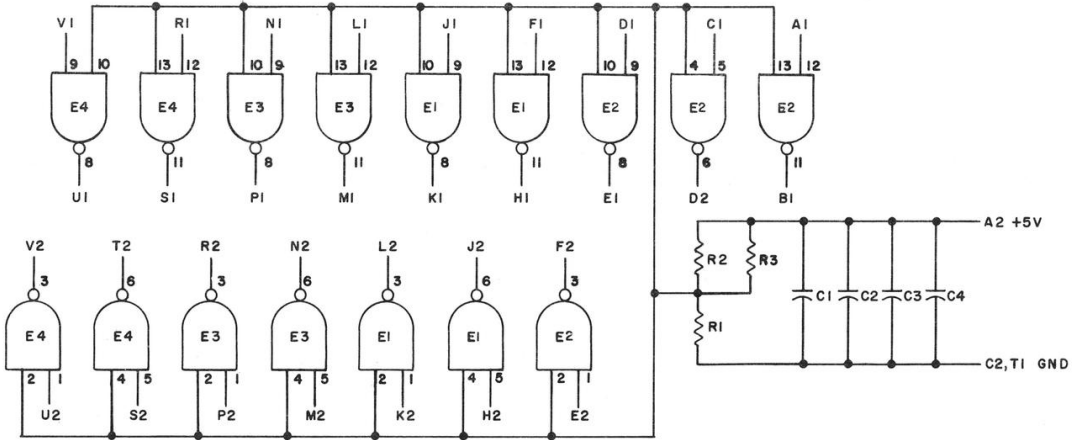 V1 R1 N1 L1 J1 F1 D1 C1 A1
9 10 13 12 10 9 13 12 10 9 13 12 10 9 4 5 13 12
E4 E4 E3 E3 E1 E1 E2 E2 E2
8 11 8 11 8 11 8 6 11
U1 S1 P1 M1 K1 H1 E1 D2 B1
A2 +5V
V2 T2 R2 N2 L2 J2 F2
R2 R3
3 6 3 6 3 6 3
C1 C2 C3 C4
R1
E4 E4 E3 E3 E1 E1 E2
C2, T1 GND
2 1 4 5 2 1 4 5 2 1 4 5 2 1
U2 S2 P2 M2 K2 H2 E2